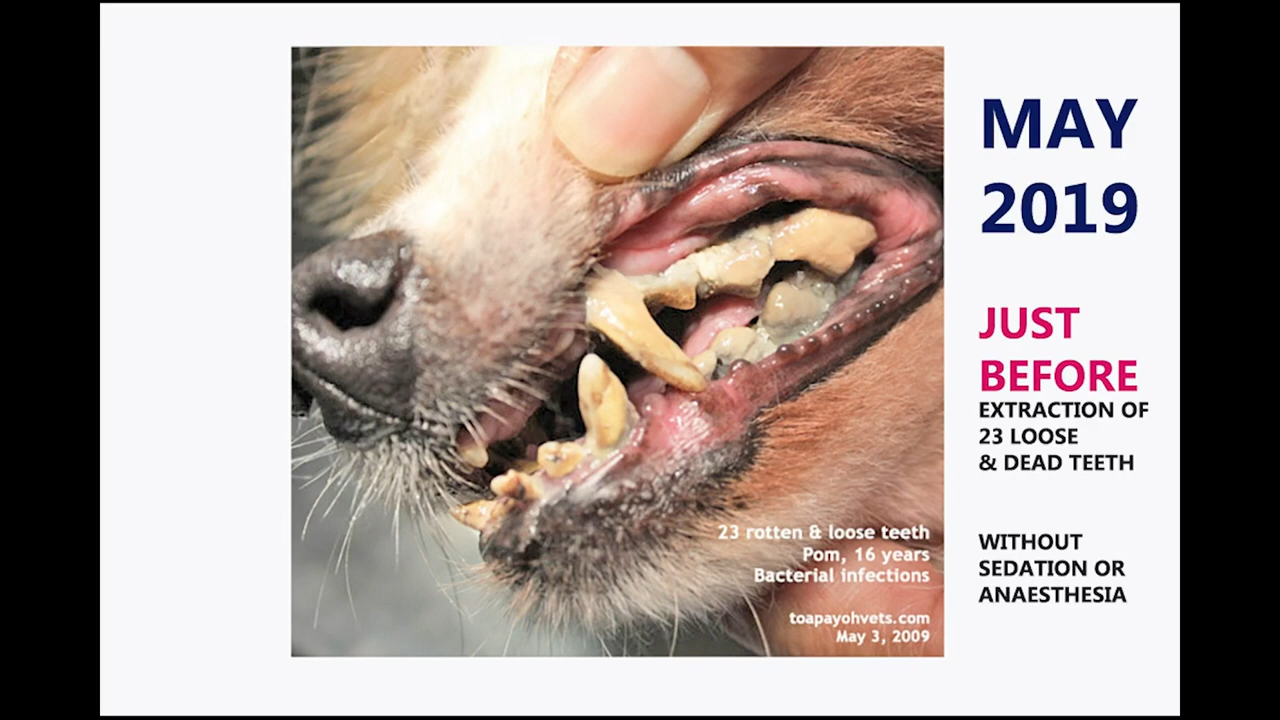 MAY
2019
JUST
BEFORE
EXTRACTION OF
23 LOOSE
& DEAD TEETH
WITHOUT
SEDATION OR
ANAESTHESIA
23 rotten & loose teeth
Pom, 16 years
Bacterial infections
toapayohvets.com
May 3, 2009